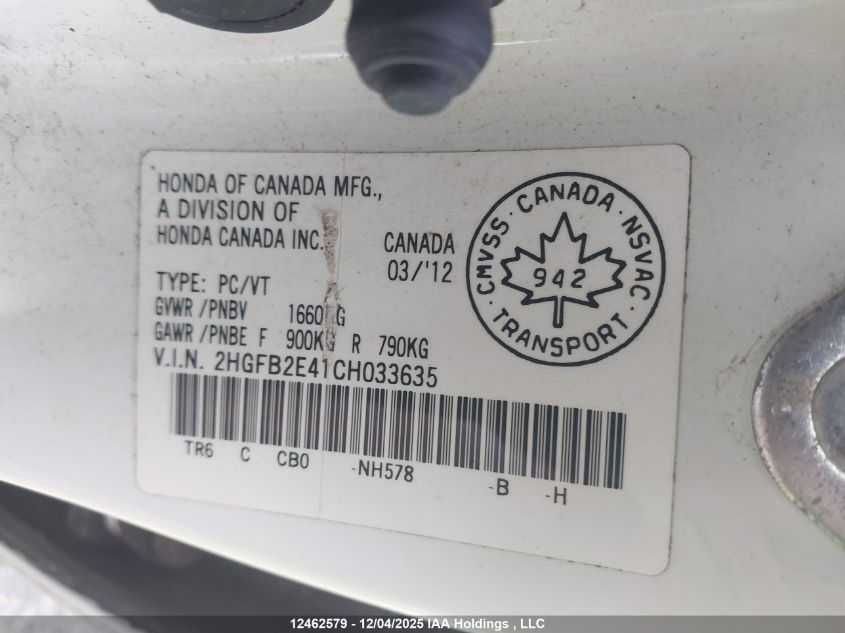 HONDA OF CANADA MFG.,
A DIVISION OF
HONDA CANADA INC.
CANADA
03/'12
TYPE: PC/VT
GVWR /PNBV 1660KG
GAWR /PNBE F 900KG R 790KG
V.I.N. 2HGFB2E41CH033635
TR6 C CB0 -NH578 -B -H
CMVSS · CANADA · NSVAC
942
· TRANSPORT ·
12462579 - 12/04/2025 IAA Holdings , LLC